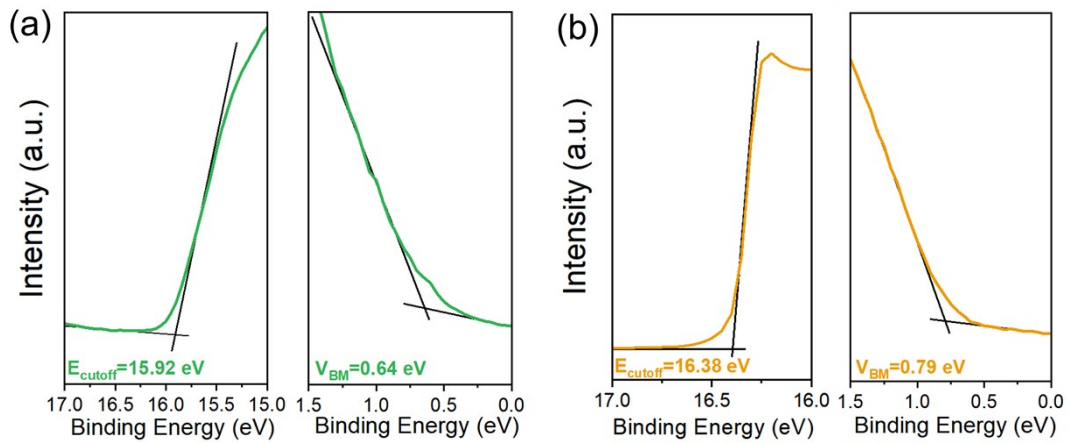 (a)
Intensity (a.u.)
E_cutoff=15.92 eV
17.0 16.5 16.0 15.5 15.0
Binding Energy (eV)
V_BM=0.64 eV
1.5 1.0 0.5 0.0
Binding Energy (eV)
(b)
Intensity (a.u.)
E_cutoff=16.38 eV
17.0 16.5 16.0
Binding Energy (eV)
V_BM=0.79 eV
1.5 1.0 0.5 0.0
Binding Energy (eV)